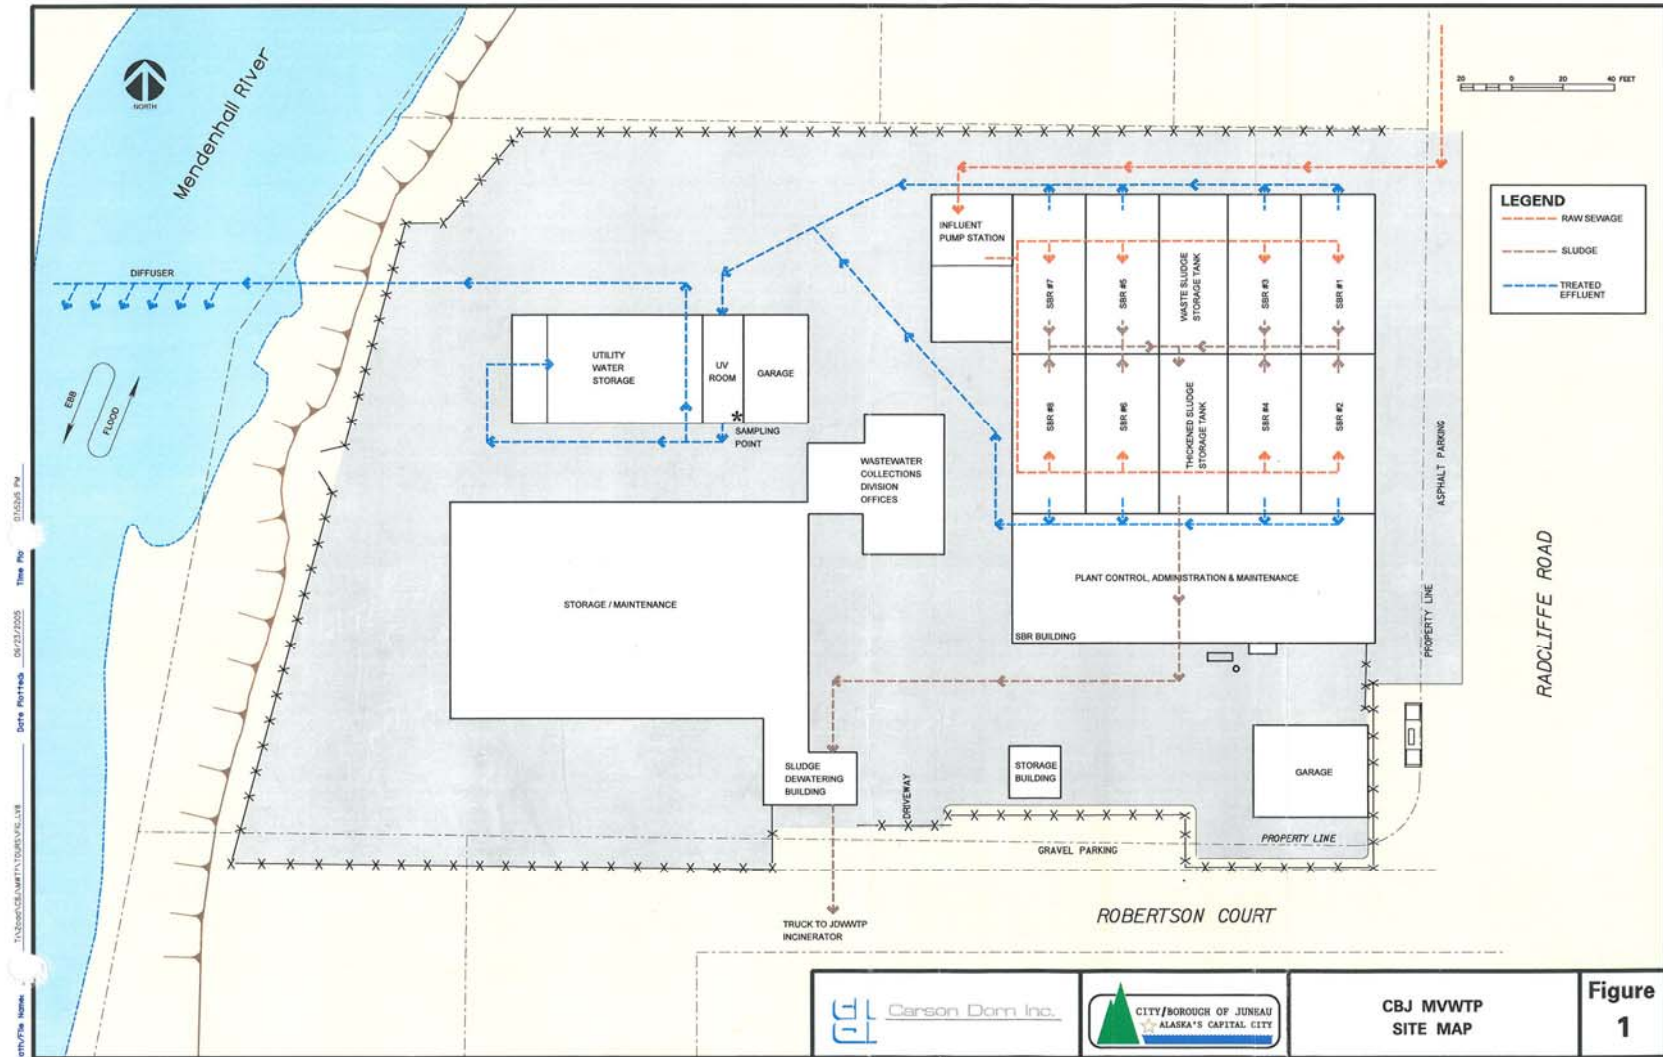 Mendenhall River
NORTH
20 0 20 40 FEET
LEGEND
RAW SEWAGE
SLUDGE
TREATED
EFFLUENT
INFLUENT
PUMP STATION
SBR #7
SBR #5
WASTE SLUDGE
STORAGE TANK
SBR #3
SBR #1
DIFFUSER
EBB
FLOOD
UTILITY
WATER
STORAGE
UV
ROOM
GARAGE
SAMPLING
POINT
SBR #8
SBR #6
THICKENED SLUDGE
STORAGE TANK
SBR #4
SBR #2
WASTEWATER
COLLECTIONS
DIVISION
OFFICES
ASPHALT PARKING
PROPERTY LINE
RADCLIFFE ROAD
STORAGE / MAINTENANCE
PLANT CONTROL, ADMINISTRATION & MAINTENANCE
SBR BUILDING
SLUDGE
DEWATERING
BUILDING
DRIVEWAY
STORAGE
BUILDING
GARAGE
PROPERTY LINE
GRAVEL PARKING
TRUCK TO JDWWTP
INCINERATOR
ROBERTSON COURT
Date Plotted: 06/23/2005
Carson Dorn Inc.
CITY/BOROUGH OF JUNEAU
ALASKA'S CAPITAL CITY
CBJ MVWTP
SITE MAP
Figure
1